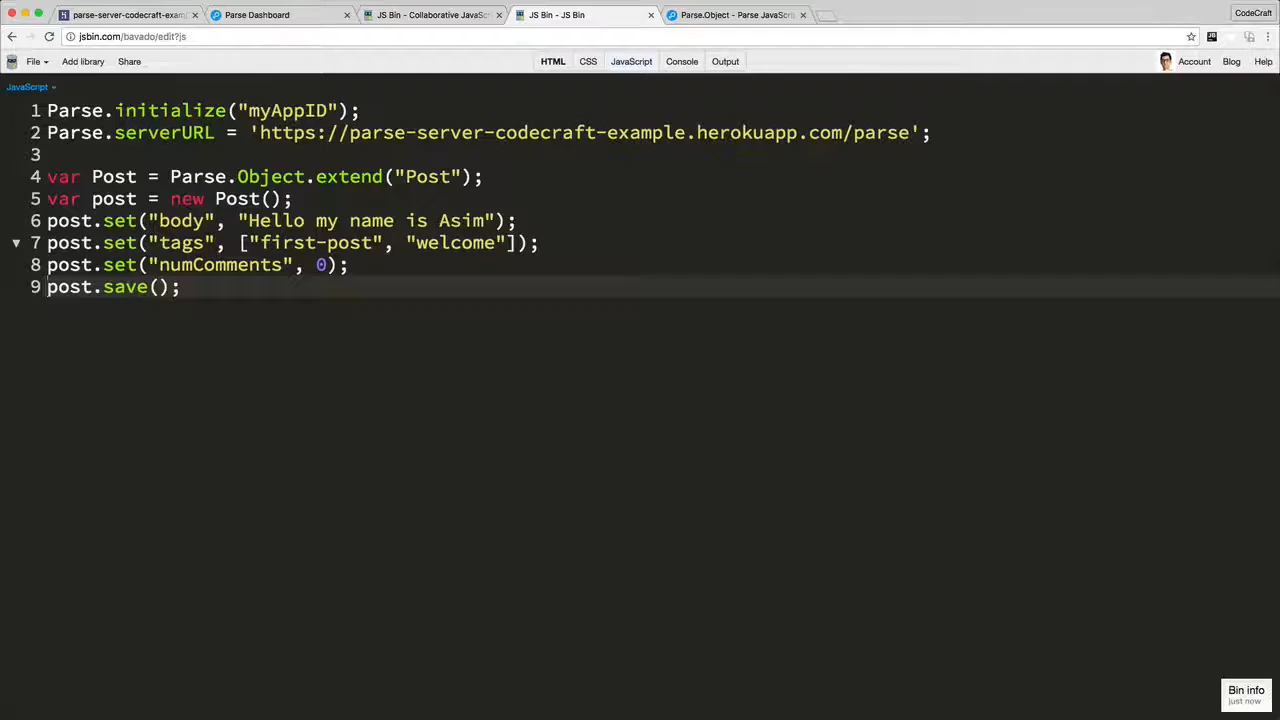 parse-server-codecraft-exam
Parse Dashboard
JS Bin - Collaborative JavaSc
JS Bin - JS Bin
Parse.Object - Parse JavaScri
CodeCraft
jsbin.com/bavado/edit?js
File
Add library
Share
HTML
CSS
JavaScript
Console
Output
Account
Blog
Help
JavaScript
1 Parse.initialize("myAppID");
2 Parse.serverURL = 'https://parse-server-codecraft-example.herokuapp.com/parse';
3
4 var Post = Parse.Object.extend("Post");
5 var post = new Post();
6 post.set("body", "Hello my name is Asim");
7 post.set("tags", ["first-post", "welcome"]);
8 post.set("numComments", 0);
9 post.save();
Bin info
just now